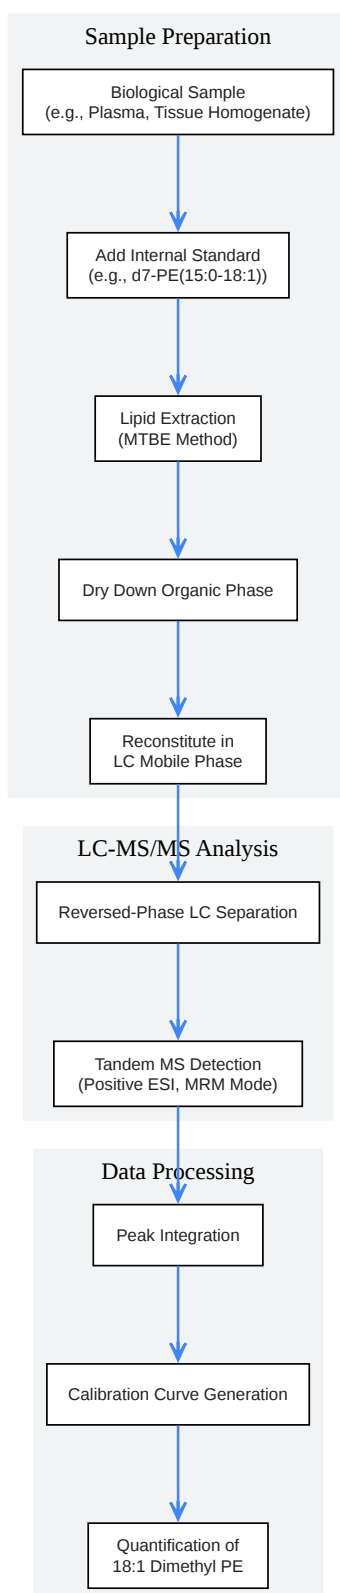 Sample Preparation
Biological Sample
(e.g., Plasma, Tissue Homogenate)
Add Internal Standard
(e.g., d7-PE(15:0-18:1))
Lipid Extraction
(MTBE Method)
Dry Down Organic Phase
Reconstitute in
LC Mobile Phase
LC-MS/MS Analysis
Reversed-Phase LC Separation
Tandem MS Detection
(Positive ESI, MRM Mode)
Data Processing
Peak Integration
Calibration Curve Generation
Quantification of
18:1 Dimethyl PE